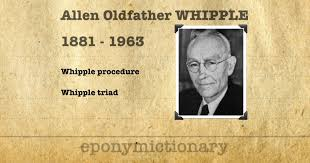 Allen Oldfather WHIPPLE
1881 - 1963
Whipple procedure
Whipple triad
eponymictionary